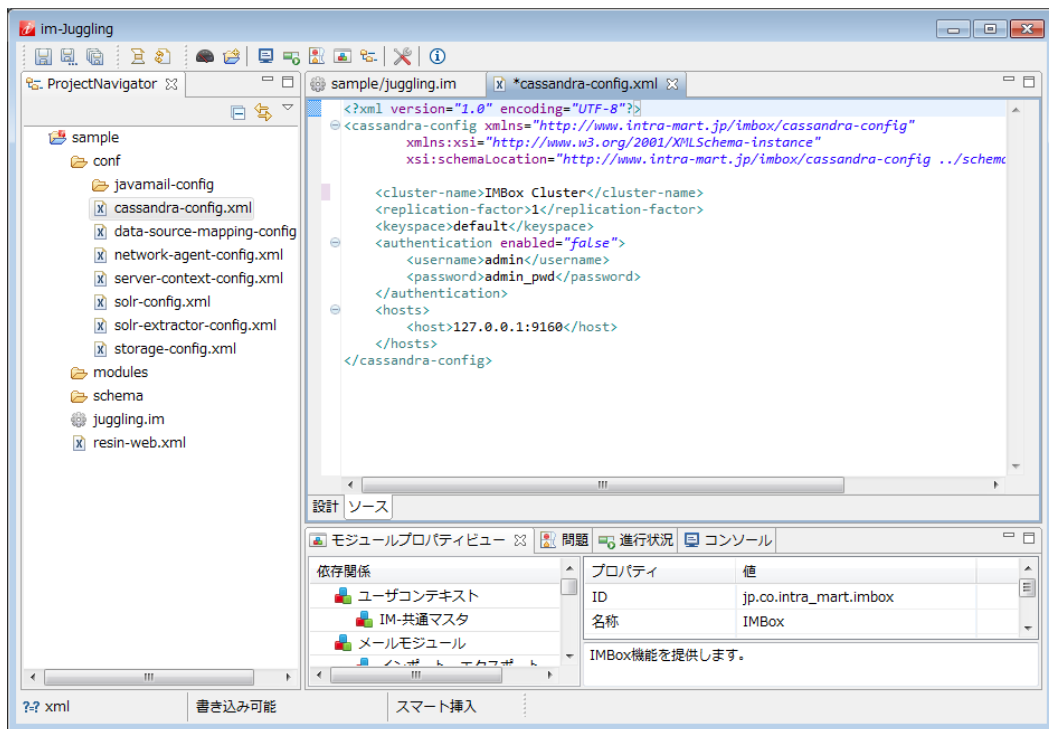 im-Juggling
ProjectNavigator
sample
conf
javamail-config
cassandra-config.xml
data-source-mapping-config
network-agent-config.xml
server-context-config.xml
solr-config.xml
solr-extractor-config.xml
storage-config.xml
modules
schema
juggling.im
resin-web.xml
sample/juggling.im *cassandra-config.xml
<?xml version="1.0" encoding="UTF-8"?>
<cassandra-config xmlns="http://www.intra-mart.jp/imbox/cassandra-config"
xmlns:xsi="http://www.w3.org/2001/XMLSchema-instance"
xsi:schemaLocation="http://www.intra-mart.jp/imbox/cassandra-config ../schema
<cluster-name>IMBox Cluster</cluster-name>
<replication-factor>1</replication-factor>
<keyspace>default</keyspace>
<authentication enabled="false">
<username>admin</username>
<password>admin_pwd</password>
</authentication>
<hosts>
<host>127.0.0.1:9160</host>
</hosts>
</cassandra-config>
設計 ソース
モジュールプロパティビュー 問題 進行状況 コンソール
依存関係
ユーザコンテキスト
IM-共通マスタ
メールモジュール
プロパティ 値
ID jp.co.intra_mart.imbox
名称 IMBox
IMBox機能を提供します。
?=? xml 書き込み可能 スマート挿入